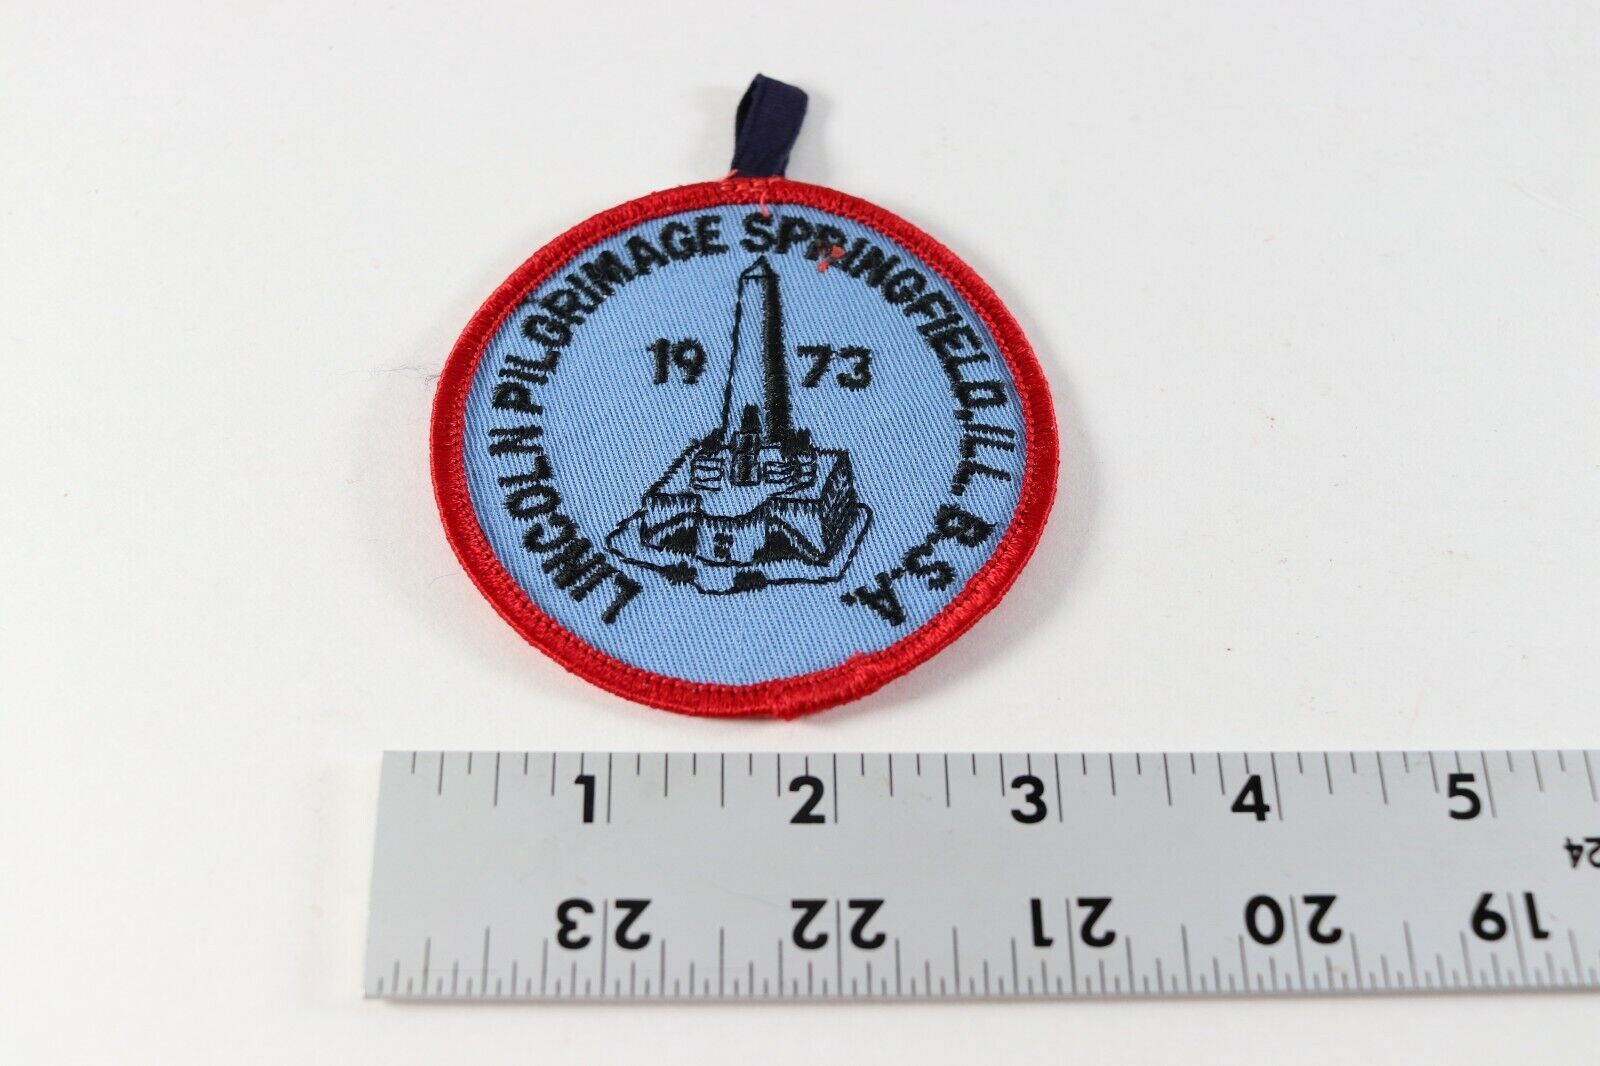 LINCOLN PILGRIMAGE SPRINGFIELD, ILL. B.S.A.
19 73
1 2 3 4 5
24
23 22 21 20 19